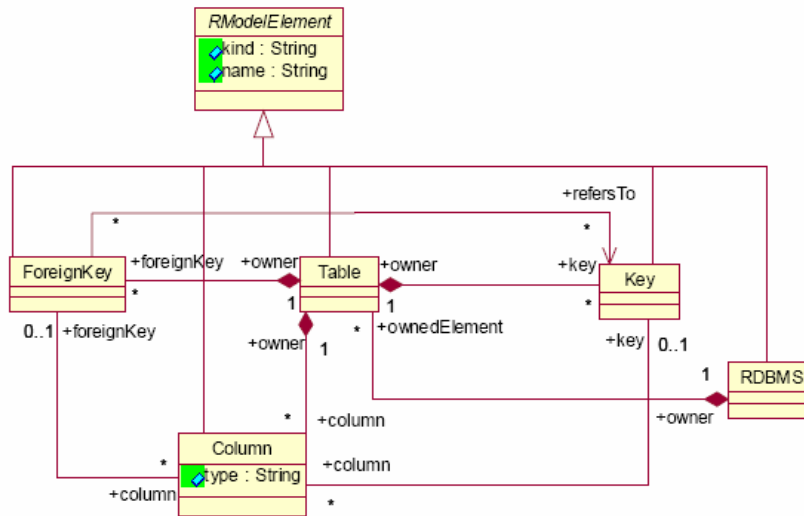 RModelElement
kind : String
name : String
+refersTo
*
*
ForeignKey
+foreignKey
*
+owner
1
Table
+owner
1
+key
*
Key
0..1
+foreignKey
+owner
1
*
+ownedElement
+key
0..1
1
RDBMS
+owner
*
+column
Column
type : String
*
+column
+column
*